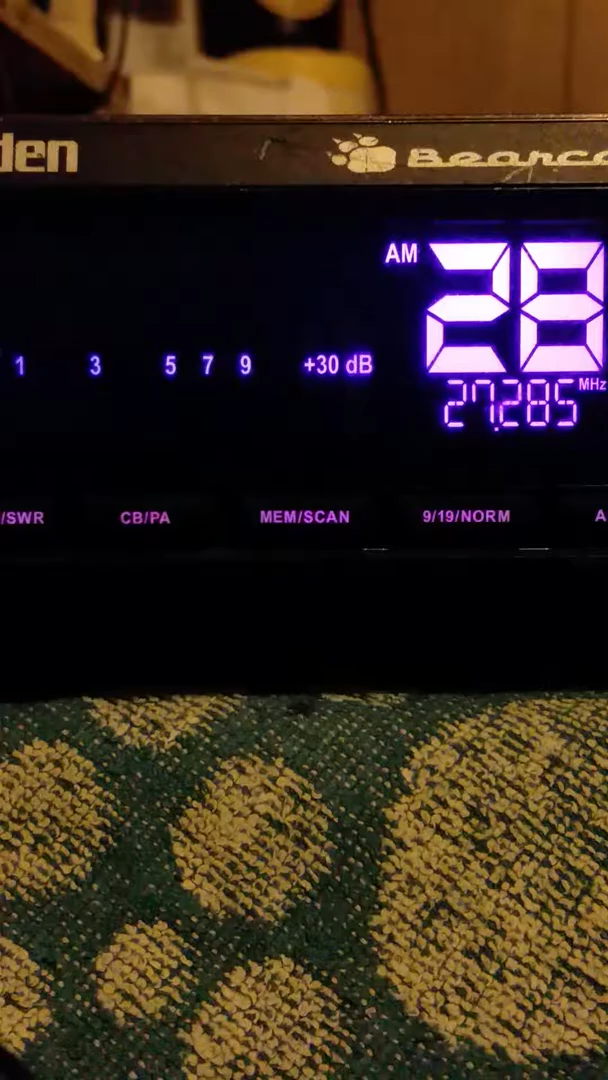 den Bearca
AM 28
1 3 5 7 9 +30 dB
27.285 MHz
/SWR CB/PA MEM/SCAN 9/19/NORM A